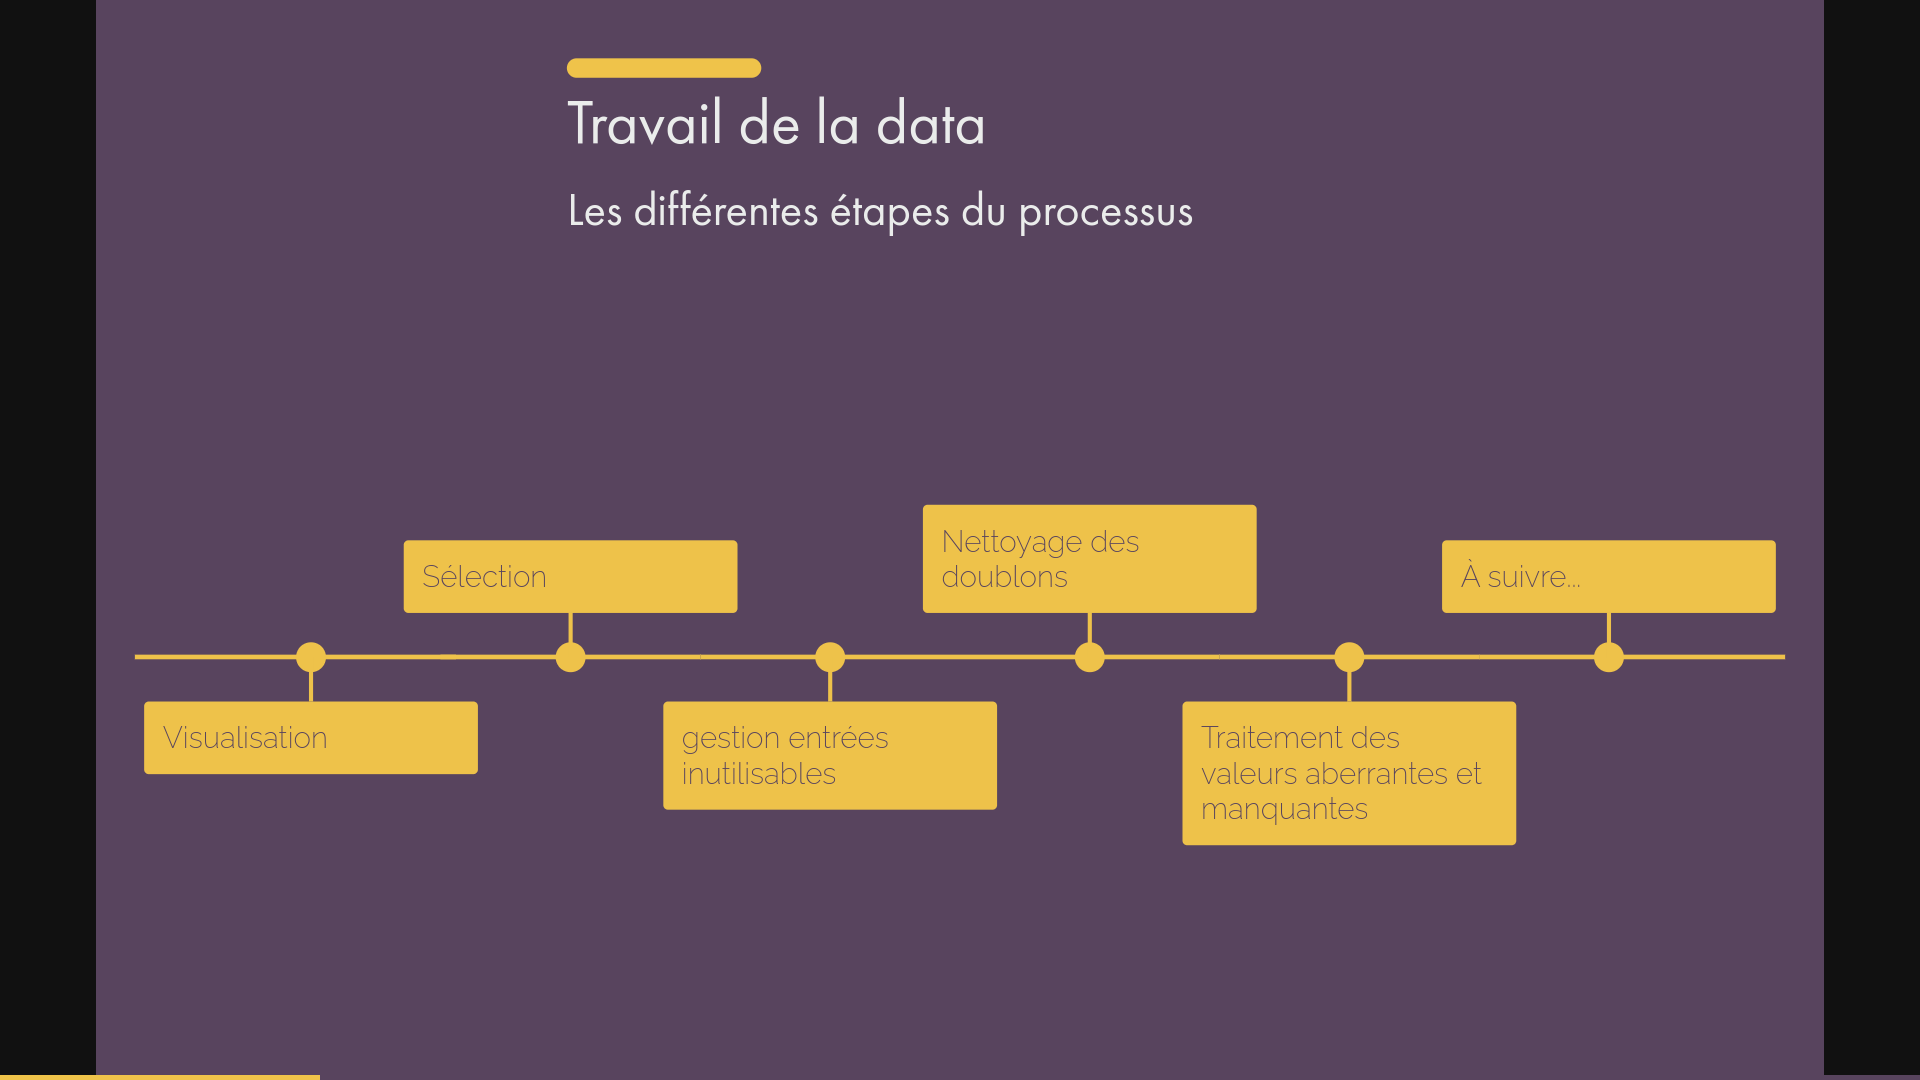 Travail de la data
Les différentes étapes du processus
Visualisation
Sélection
gestion entrées
inutilisables
Nettoyage des
doublons
Traitement des
valeurs aberrantes et
manquantes
À suivre...